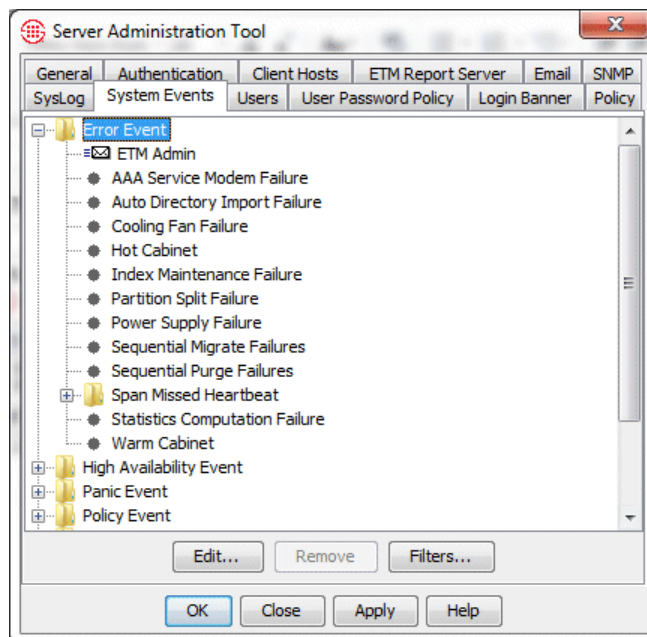 Server Administration Tool
General Authentication Client Hosts ETM Report Server Email SNMP
SysLog System Events Users User Password Policy Login Banner Policy
Error Event
ETM Admin
AAA Service Modem Failure
Auto Directory Import Failure
Cooling Fan Failure
Hot Cabinet
Index Maintenance Failure
Partition Split Failure
Power Supply Failure
Sequential Migrate Failures
Sequential Purge Failures
Span Missed Heartbeat
Statistics Computation Failure
Warm Cabinet
High Availability Event
Panic Event
Policy Event
Edit... Remove Filters...
OK Close Apply Help